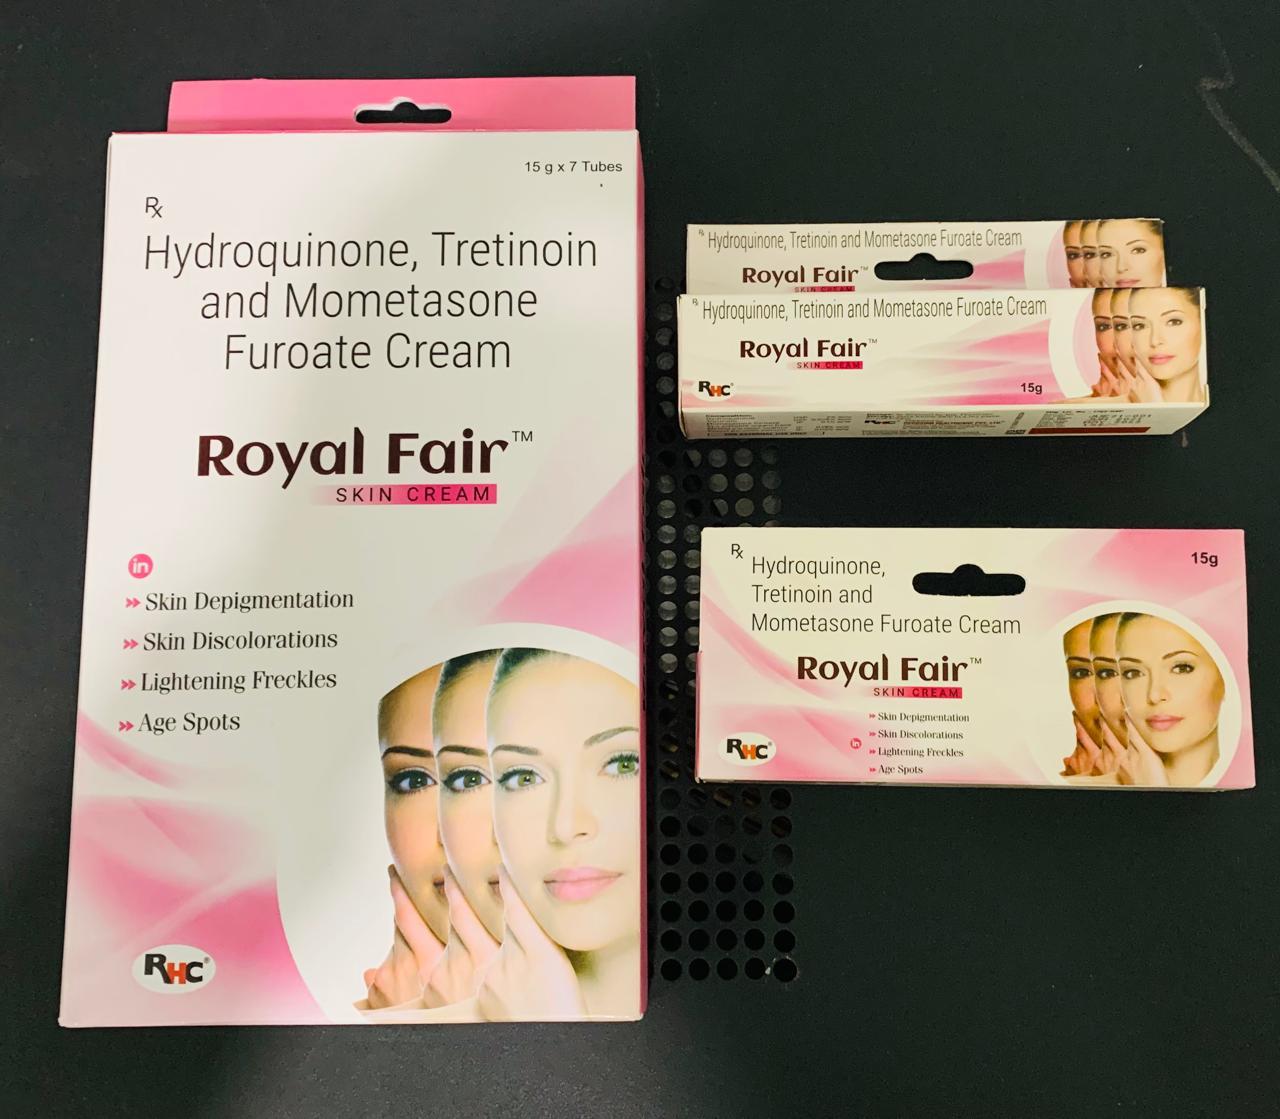 15 g x 7 Tubes
Rx
Hydroquinone, Tretinoin
and Mometasone
Furoate Cream
Royal Fair™
SKIN CREAM
in
» Skin Depigmentation
» Skin Discolorations
» Lightening Freckles
» Age Spots
RHC®
Rx Hydroquinone, Tretinoin and Mometasone Furoate Cream
Royal Fair™
SKIN CREAM
Rx Hydroquinone, Tretinoin and Mometasone Furoate Cream
Royal Fair™
SKIN CREAM
RHC®
15g
Rx
Hydroquinone,
Tretinoin and
Mometasone Furoate Cream
15g
Royal Fair™
SKIN CREAM
» Skin Depigmentation
» Skin Discolorations
in
» Lightening Freckles
» Age Spots
RHC®